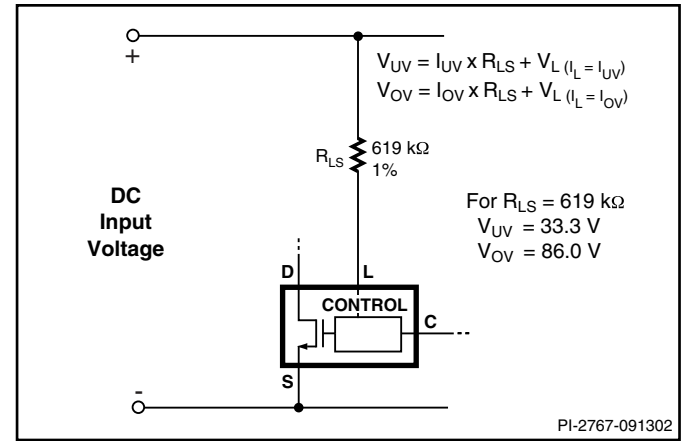 +
V_UV = I_UV x R_LS + V_L (I_L = I_UV)
V_OV = I_OV x R_LS + V_L (I_L = I_OV)
R_LS
619 kΩ
1%
DC
Input
Voltage
For R_LS = 619 kΩ
V_UV = 33.3 V
V_OV = 86.0 V
D
L
CONTROL
C
S
-
PI-2767-091302